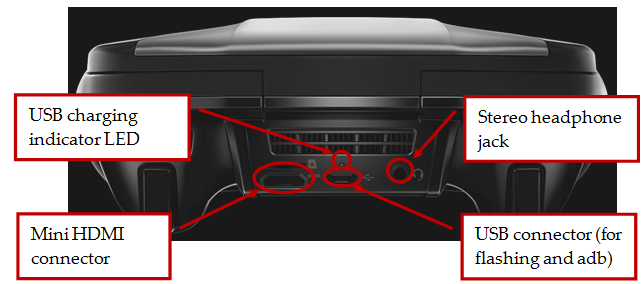 USB charging
indicator LED
Stereo headphone
jack
Mini HDMI
connector
USB connector (for
flashing and adb)